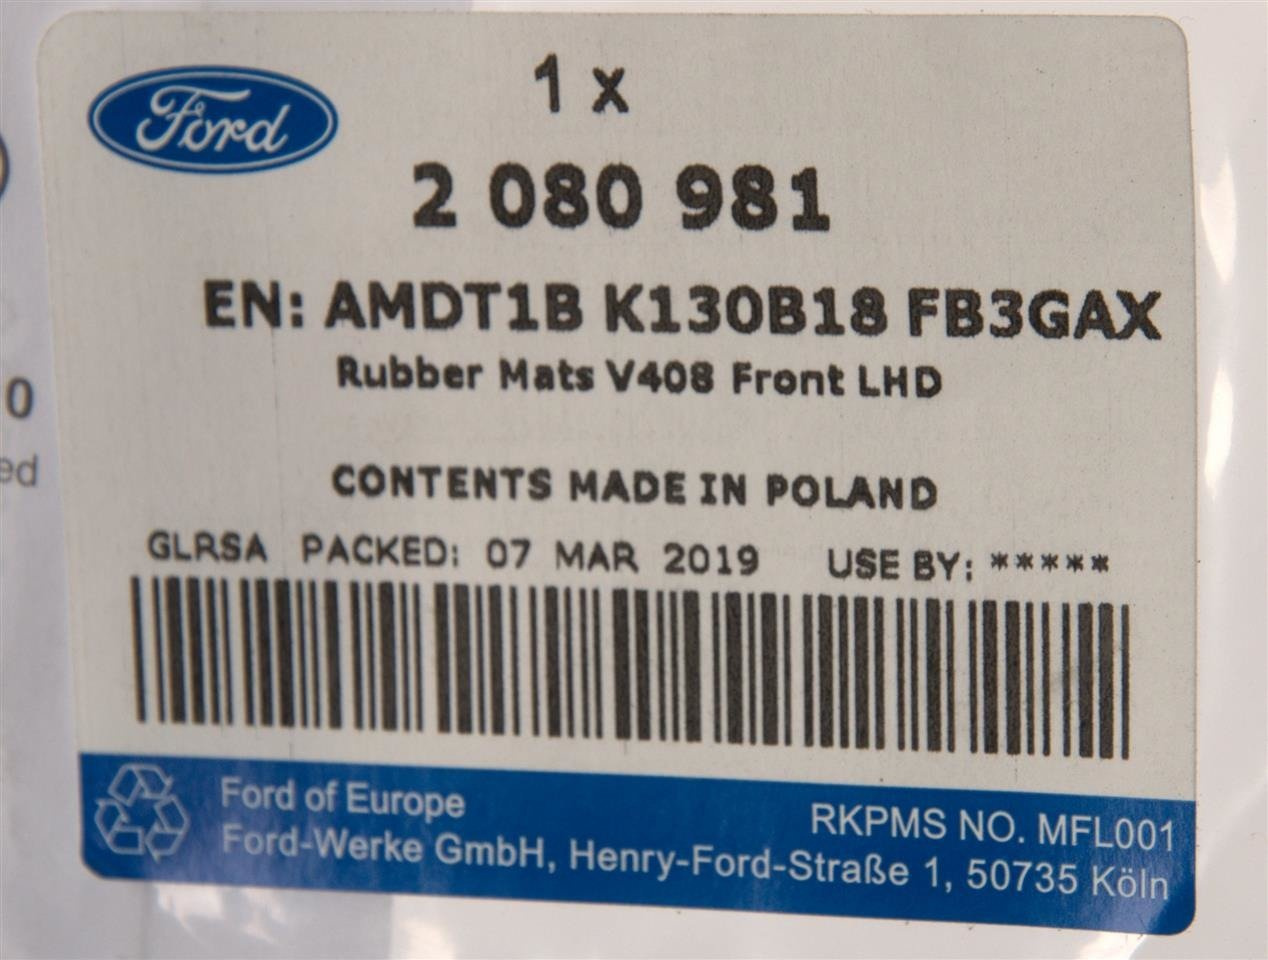 Ford
1 x
2 080 981
EN: AMDT1B K130B18 FB3GAX
Rubber Mats V408 Front LHD
CONTENTS MADE IN POLAND
GLRSA PACKED: 07 MAR 2019 USE BY: *****
Ford of Europe
RKPMS NO. MFL001
Ford-Werke GmbH, Henry-Ford-Straße 1, 50735 Köln
0
ed